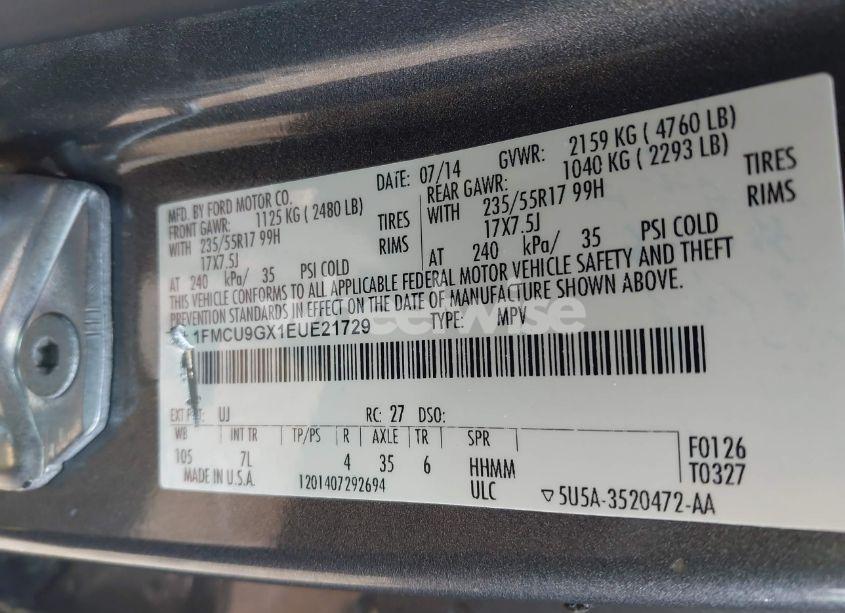 MFD. BY FORD MOTOR CO.
DATE: 07/14
GVWR: 2159 KG ( 4760 LB)
FRONT GAWR: 1125 KG ( 2480 LB)
REAR GAWR: 1040 KG ( 2293 LB)
WITH 235/55R17 99H TIRES
WITH 235/55R17 99H TIRES
17X7.5J RIMS
17X7.5J RIMS
AT 240 kPa/ 35 PSI COLD
AT 240 kPa/ 35 PSI COLD
THIS VEHICLE CONFORMS TO ALL APPLICABLE FEDERAL MOTOR VEHICLE SAFETY AND THEFT
PREVENTION STANDARDS IN EFFECT ON THE DATE OF MANUFACTURE SHOWN ABOVE.
1FMCU9GX1EUE21729 TYPE: MPV
EXT PNT: UJ RC: 27 DSO:
WB INT TR TP/PS R AXLE TR SPR
105 7L 4 35 6 HHMM
F0126
T0327
MADE IN U.S.A. 1201407292694 ULC
▽5U5A-3520472-AA